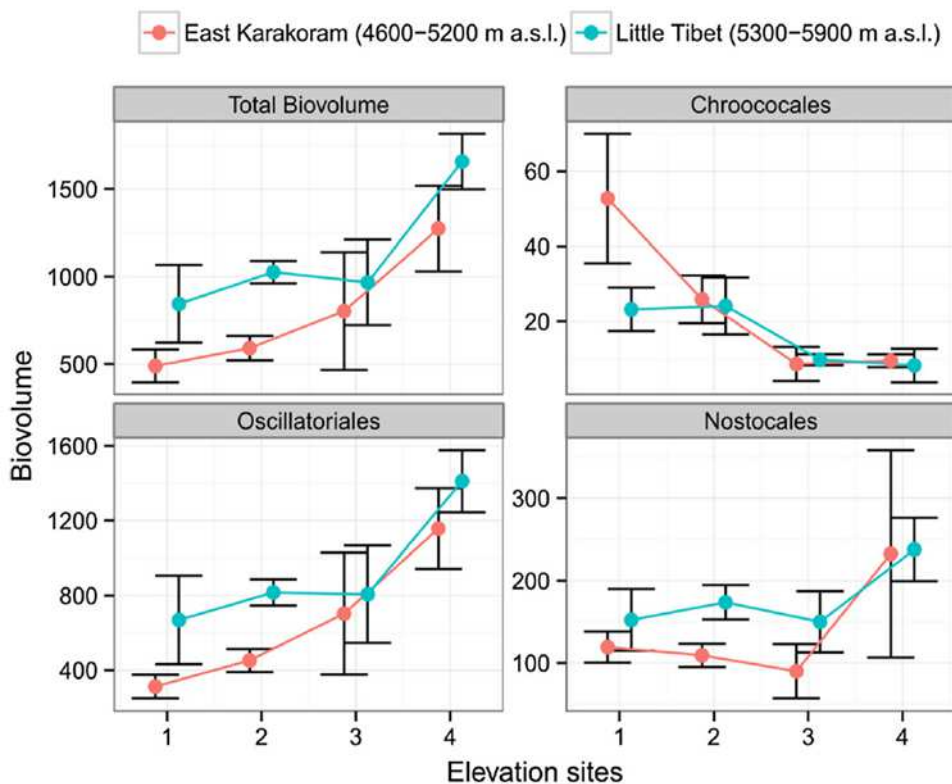 East Karakoram (4600−5200 m a.s.l.) Little Tibet (5300−5900 m a.s.l.)
Total Biovolume
Chroococales
1500
1000
500
60
40
20
Oscillatoriales
Nostocales
1600
1200
800
400
300
200
100
1 2 3 4
1 2 3 4
Biovolume
Elevation sites